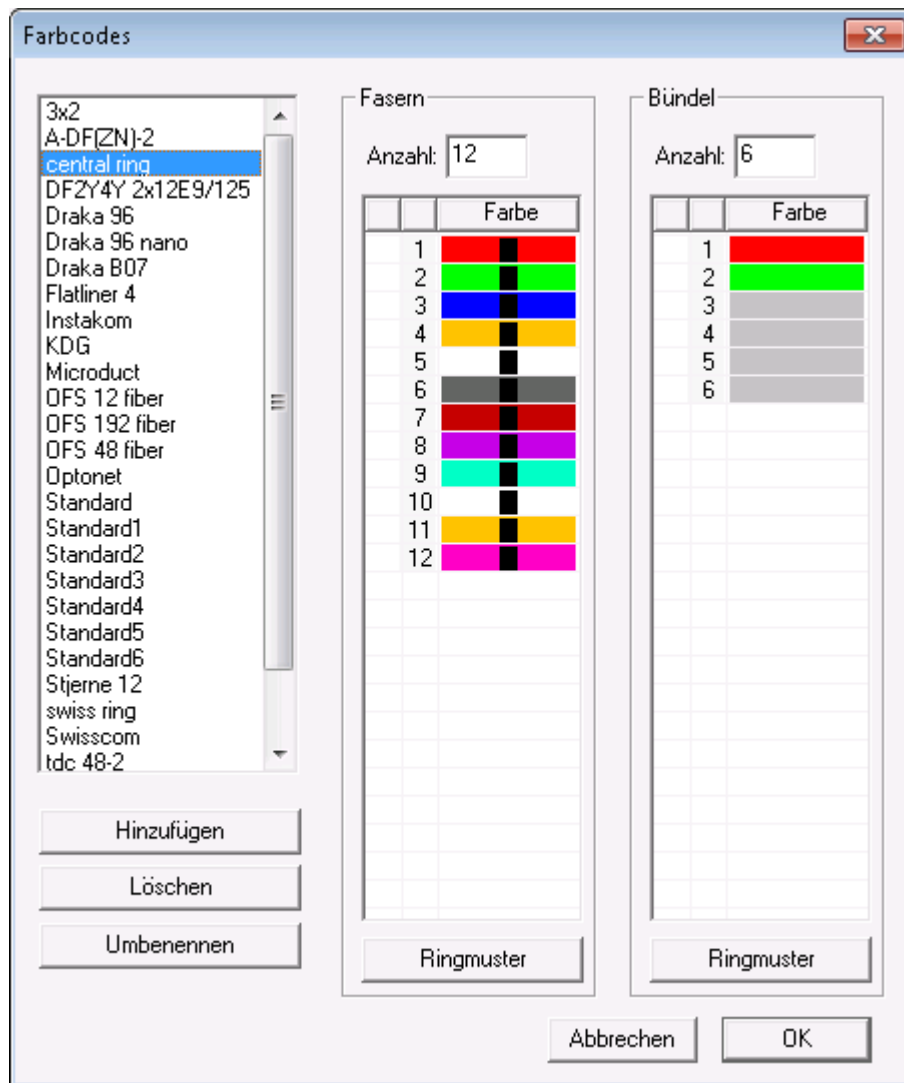 Farbcodes
3x2
A-DF(ZN)-2
central ring
DF2Y4Y 2x12E9/125
Draka 96
Draka 96 nano
Draka B07
Flatliner 4
Instakom
KDG
Microduct
OFS 12 fiber
OFS 192 fiber
OFS 48 fiber
Optonet
Standard
Standard1
Standard2
Standard3
Standard4
Standard5
Standard6
Stjerne 12
swiss ring
Swisscom
tdc 48-2
Hinzufügen
Löschen
Umbenennen
Fasern
Anzahl: 12
Farbe
1
2
3
4
5
6
7
8
9
10
11
12
Ringmuster
Bündel
Anzahl: 6
Farbe
1
2
3
4
5
6
Ringmuster
Abbrechen
OK